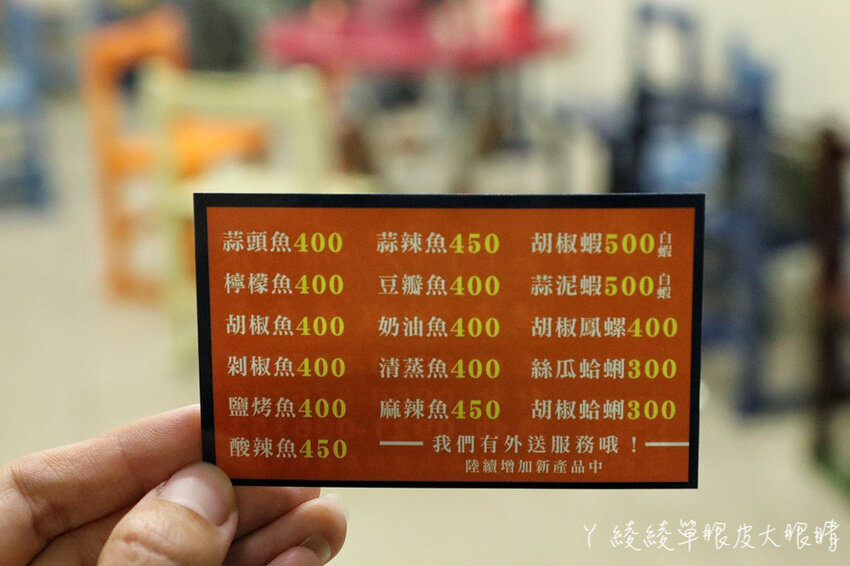 蒜頭魚400 蒜辣魚450 胡椒蝦500白蝦
檸檬魚400 豆瓣魚400 蒜泥蝦500白蝦
胡椒魚400 奶油魚400 胡椒鳳螺400
剁椒魚400 清蒸魚400 絲瓜蛤蜊300
鹽烤魚400 麻辣魚450 胡椒蛤蜊300
酸辣魚450 我們有外送服務哦！
陸續增加新產品中
ㄚ綾綾單眼皮大眼睛